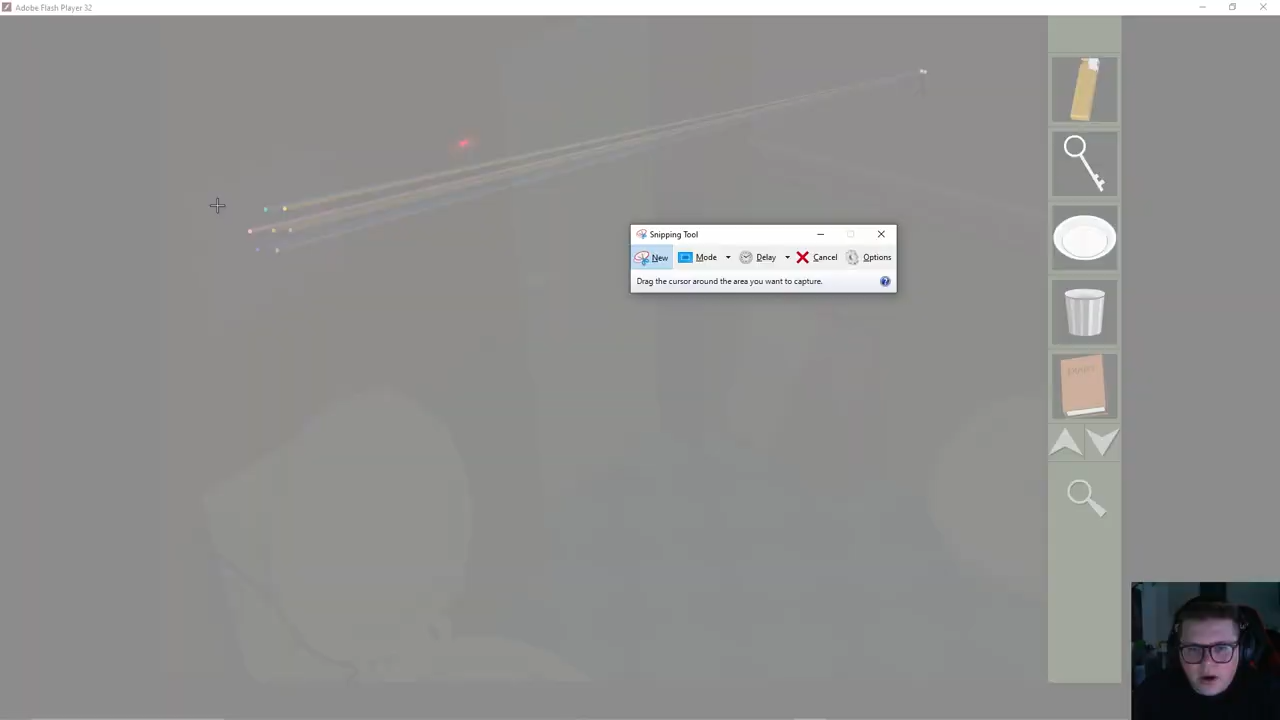 Adobe Flash Player 32
Snipping Tool
New Mode Delay Cancel Options
Drag the cursor around the area you want to capture.